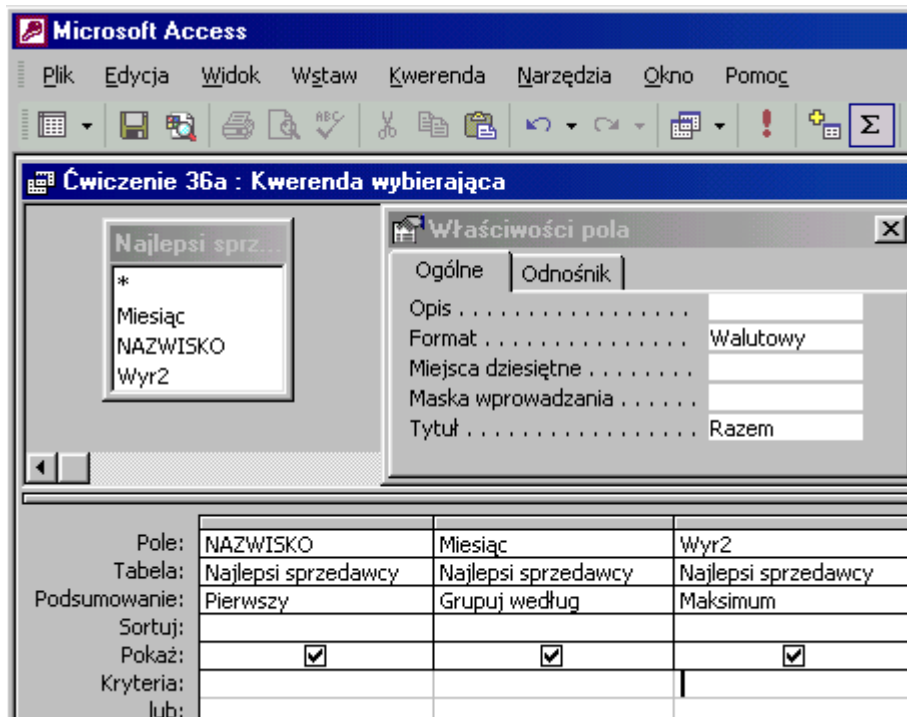 Microsoft Access
Plik Edycja Widok Wstaw Kwerenda Narzędzia Okno Pomoc
ABC Σ
Ćwiczenie 36a : Kwerenda wybierająca
Najlepsi sprz...
*
Miesiąc
NAZWISKO
Wyr2
Właściwości pola
Ogólne Odnośnik
Opis . . . . . . . . . . . . . . . . .
Format . . . . . . . . . . . . . . . Walutowy
Miejsca dziesiętne . . . . . . . .
Maska wprowadzania . . . . . .
Tytuł . . . . . . . . . . . . . . . . . Razem
Pole: NAZWISKO Miesiąc Wyr2
Tabela: Najlepsi sprzedawcy Najlepsi sprzedawcy Najlepsi sprzedawcy
Podsumowanie: Pierwszy Grupuj według Maksimum
Sortuj:
Pokaż:
Kryteria:
lub: